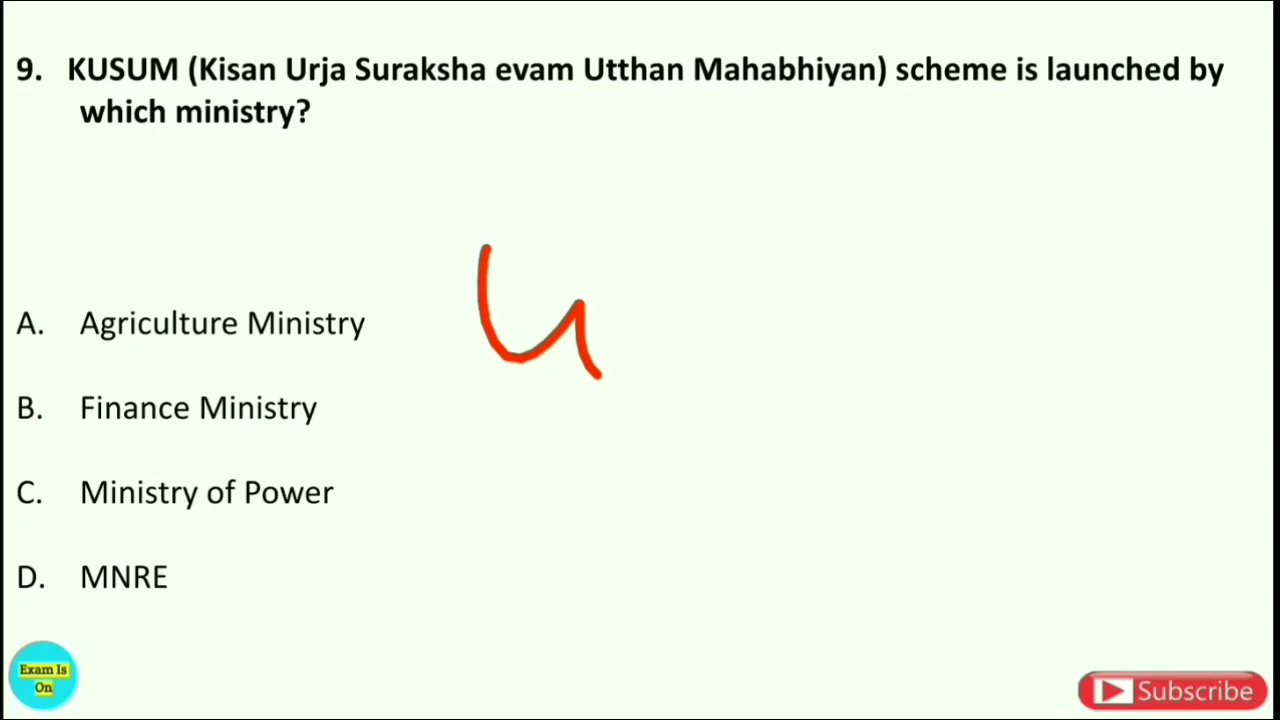 9. KUSUM (Kisan Urja Suraksha evam Utthan Mahabhiyan) scheme is launched by
which ministry?
A. Agriculture Ministry
B. Finance Ministry
C. Ministry of Power
D. MNRE
Exam Is
On
Subscribe